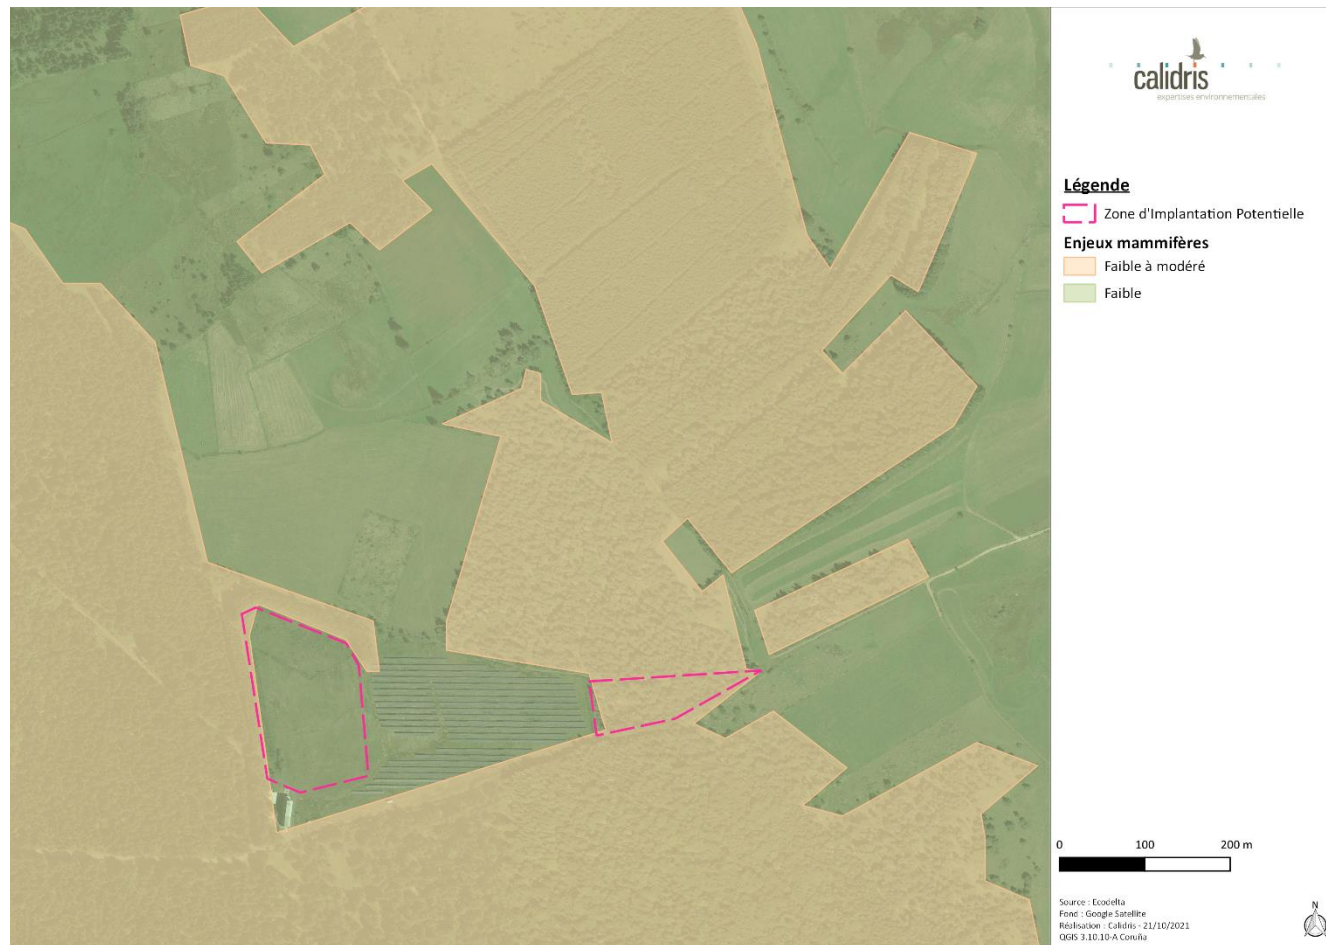 calidris
expertises environnementales
Légende
Zone d'Implantation Potentielle
Enjeux mammifères
Faible à modéré
Faible
0 100 200 m
Source : Ecodelta
Fond : Google Satellite
Réalisation : Calidris - 21/10/2021
QGIS 3.10.10-A Coruña
N